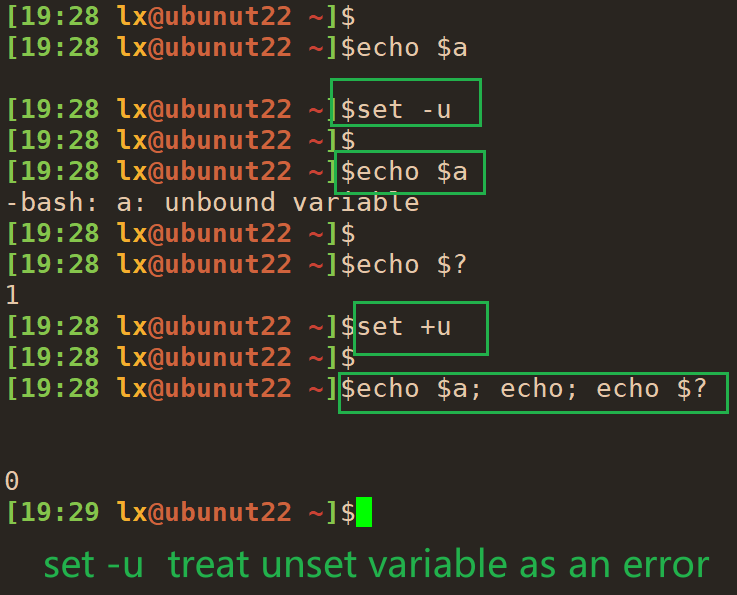 [19:28 lx@ubunut22 ~]$
[19:28 lx@ubunut22 ~]$echo $a
[19:28 lx@ubunut22 ~]$set -u
[19:28 lx@ubunut22 ~]$
[19:28 lx@ubunut22 ~]$echo $a
-bash: a: unbound variable
[19:28 lx@ubunut22 ~]$
[19:28 lx@ubunut22 ~]$echo $?
1
[19:28 lx@ubunut22 ~]$set +u
[19:28 lx@ubunut22 ~]$
[19:28 lx@ubunut22 ~]$echo $a; echo; echo $?
0
[19:29 lx@ubunut22 ~]$
set -u treat unset variable as an error